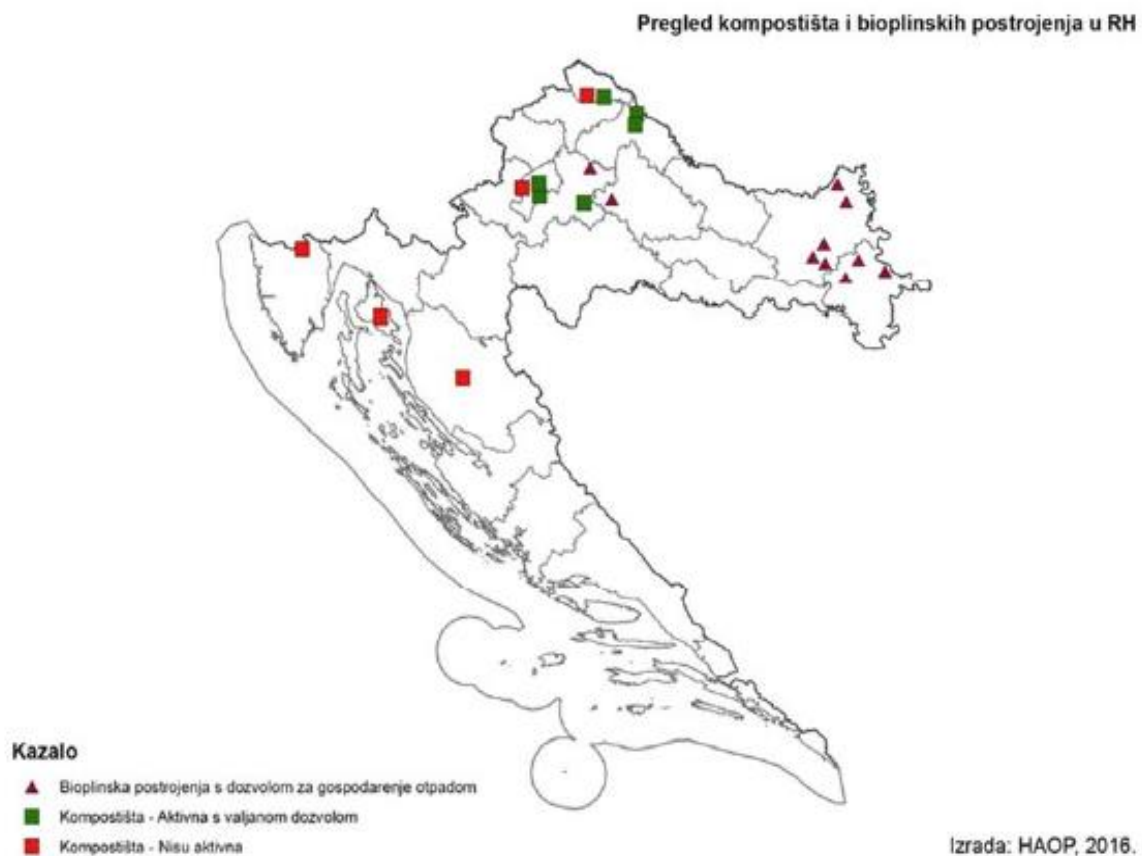 Pregled kompostišta i bioplinskih postrojenja u RH
Kazalo
Bioplinska postrojenja s dozvolom za gospodarenje otpadom
Kompostišta - Aktivna s valjanom dozvolom
Kompostišta - Nisu aktivna
Izrada: HAOP, 2016.